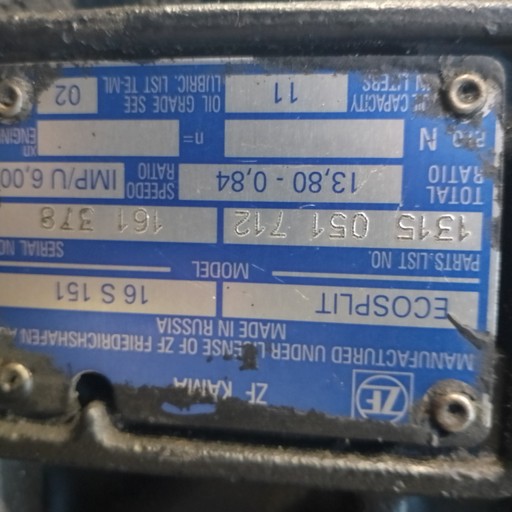 ZF KAMA
ZF
MANUFACTURED UNDER LICENSE OF ZF FRIEDRICHSHAFEN
MADE IN RUSSIA
ECOSPLIT 16 S 151
MODEL
PARTS.LIST NO. SERIAL NO.
1315 051 712 161 378
TOTAL RATIO 13,80 - 0,84 SPEEDO RATIO IMP/U 6,00
N n=
OIL CAPACITY IN LITERS 11 OIL GRADE SEE LUBRIC. LIST TE-ML 02